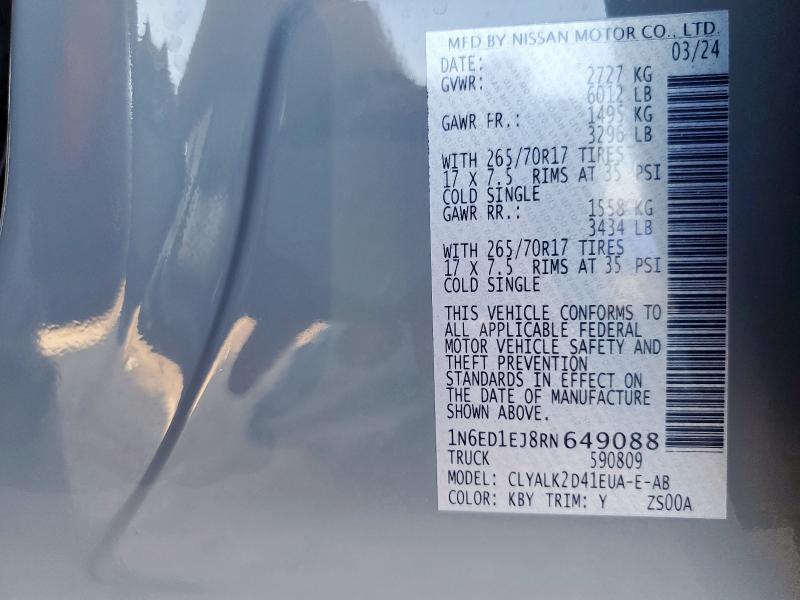 MFD BY NISSAN MOTOR CO., LTD.
DATE: 03/24
GVWR: 2727 KG
6012 LB
GAWR FR.: 1495 KG
3296 LB
WITH 265/70R17 TIRES
17 X 7.5 RIMS AT 35 PSI
COLD SINGLE
GAWR RR.: 1558 KG
3434 LB
WITH 265/70R17 TIRES
17 X 7.5 RIMS AT 35 PSI
COLD SINGLE
THIS VEHICLE CONFORMS TO
ALL APPLICABLE FEDERAL
MOTOR VEHICLE SAFETY AND
THEFT PREVENTION
STANDARDS IN EFFECT ON
THE DATE OF MANUFACTURE
SHOWN ABOVE.
1N6ED1EJ8RN649088
TRUCK 590809
MODEL: CLYALK2D41EUA-E-AB
COLOR: KBY TRIM: Y ZS00A